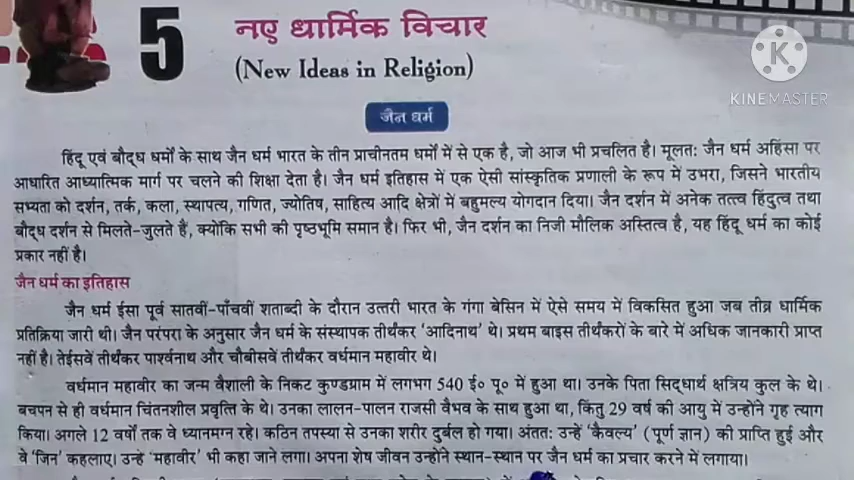 5
नए धार्मिक विचार
(New Ideas in Religion)
KINEMASTER
जैन धर्म
हिंदू एवं बौद्ध धर्मों के साथ जैन धर्म भारत के तीन प्राचीनतम धर्मों में से एक है, जो आज भी प्रचलित है। मूलतः जैन धर्म अहिंसा पर
आधारित आध्यात्मिक मार्ग पर चलने की शिक्षा देता है। जैन धर्म इतिहास में एक ऐसी सांस्कृतिक प्रणाली के रूप में उभरा, जिसने भारतीय
सभ्यता को दर्शन, तर्क, कला, स्थापत्य, गणित, ज्योतिष, साहित्य आदि क्षेत्रों में बहुमूल्य योगदान दिया। जैन दर्शन में अनेक तत्त्व हिंदुत्व तथा
बौद्ध दर्शन से मिलते-जुलते हैं, क्योंकि सभी की पृष्ठभूमि समान है। फिर भी, जैन दर्शन का निजी मौलिक अस्तित्व है, यह हिंदू धर्म का कोई
प्रकार नहीं है।
जैन धर्म का इतिहास
जैन धर्म ईसा पूर्व सातवीं-पाँचवीं शताब्दी के दौरान उत्तरी भारत के गंगा बेसिन में ऐसे समय में विकसित हुआ जब तीव्र धार्मिक
प्रतिक्रिया जारी थी। जैन परंपरा के अनुसार जैन धर्म के संस्थापक तीर्थंकर 'आदिनाथ' थे। प्रथम बाइस तीर्थंकरों के बारे में अधिक जानकारी प्राप्त
नहीं है। तेईसवें तीर्थंकर पार्श्वनाथ और चौबीसवें तीर्थंकर वर्धमान महावीर थे।
वर्धमान महावीर का जन्म वैशाली के निकट कुण्डग्राम में लगभग 540 ई० पू० में हुआ था। उनके पिता सिद्धार्थ क्षत्रिय कुल के थे।
बचपन से ही वर्धमान चिंतनशील प्रवृत्ति के थे। उनका लालन-पालन राजसी वैभव के साथ हुआ था, किंतु 29 वर्ष की आयु में उन्होंने गृह त्याग
किया। अगले 12 वर्षों तक वे ध्यानमग्न रहे। कठिन तपस्या से उनका शरीर दुर्बल हो गया। अंततः उन्हें 'कैवल्य' (पूर्ण ज्ञान) की प्राप्ति हुई और
वे 'जिन' कहलाए। उन्हें 'महावीर' भी कहा जाने लगा। अपना शेष जीवन उन्होंने स्थान-स्थान पर जैन धर्म का प्रचार करने में लगाया।